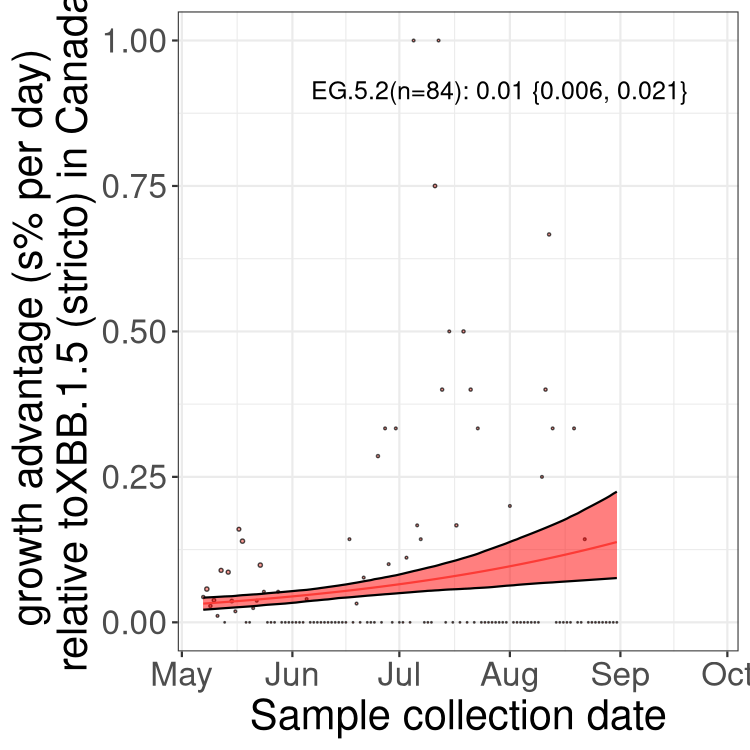 growth advantage (s% per day)
relative toXBB.1.5 (stricto) in Canada
1.00
0.75
0.50
0.25
0.00
EG.5.2(n=84): 0.01 {0.006, 0.021}
May Jun Jul Aug Sep Oct
Sample collection date